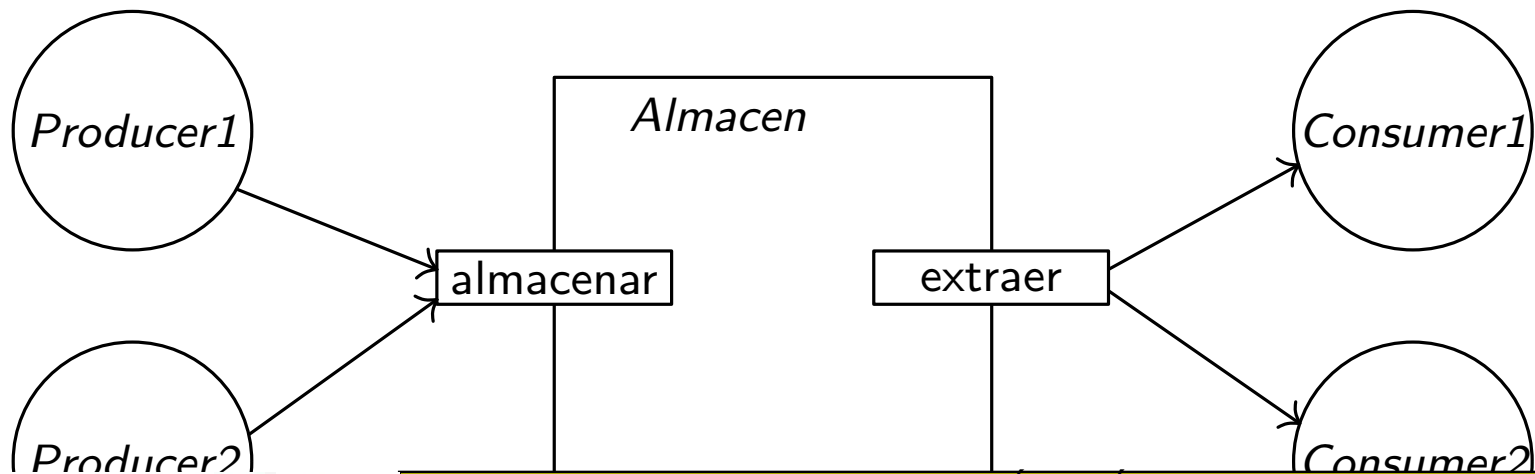 Producer1
Almacen
Consumer1
almacenar
extraer
Producer2
Consumer2